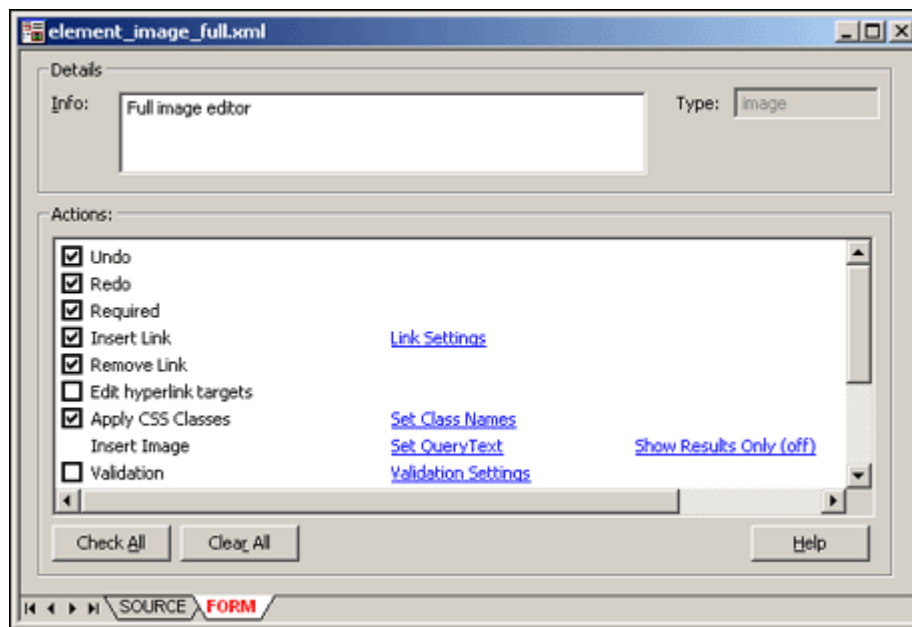 element_image_full.xml
Details
Info: Full image editor Type: image
Actions:
Undo
Redo
Required
Insert Link Link Settings
Remove Link
Edit hyperlink targets
Apply CSS Classes Set Class Names
Insert Image Set QueryText Show Results Only (off)
Validation Validation Settings
Check All Clear All Help
SOURCE FORM